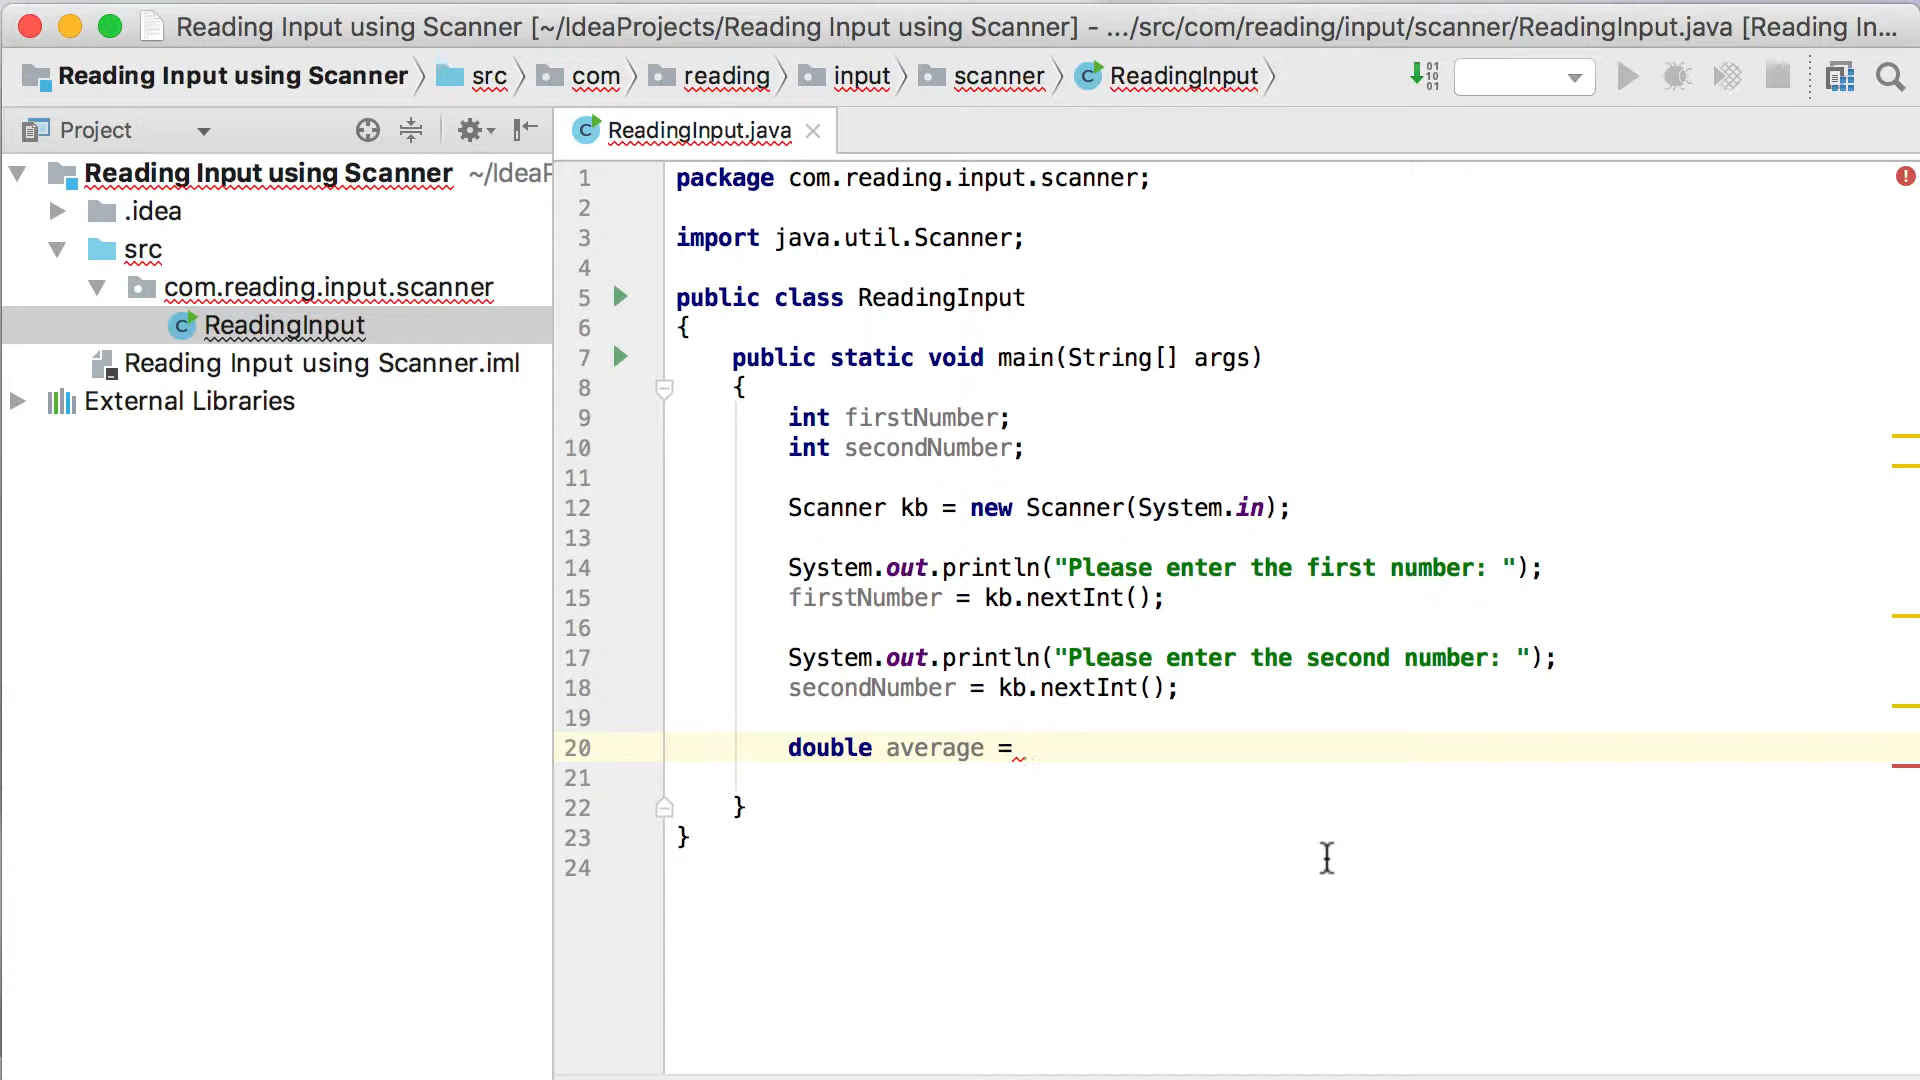 Reading Input using Scanner [~/IdeaProjects/Reading Input using Scanner] - .../src/com/reading/input/scanner/ReadingInput.java [Reading In...
Reading Input using Scanner src com reading input scanner ReadingInput
Project
ReadingInput.java
Reading Input using Scanner ~/IdeaP
.idea
src
com.reading.input.scanner
ReadingInput
Reading Input using Scanner.iml
External Libraries
1 package com.reading.input.scanner;
2
3 import java.util.Scanner;
4
5 public class ReadingInput
6 {
7 public static void main(String[] args)
8 {
9 int firstNumber;
10 int secondNumber;
11
12 Scanner kb = new Scanner(System.in);
13
14 System.out.println("Please enter the first number: ");
15 firstNumber = kb.nextInt();
16
17 System.out.println("Please enter the second number: ");
18 secondNumber = kb.nextInt();
19
20 double average =
21
22 }
23 }
24